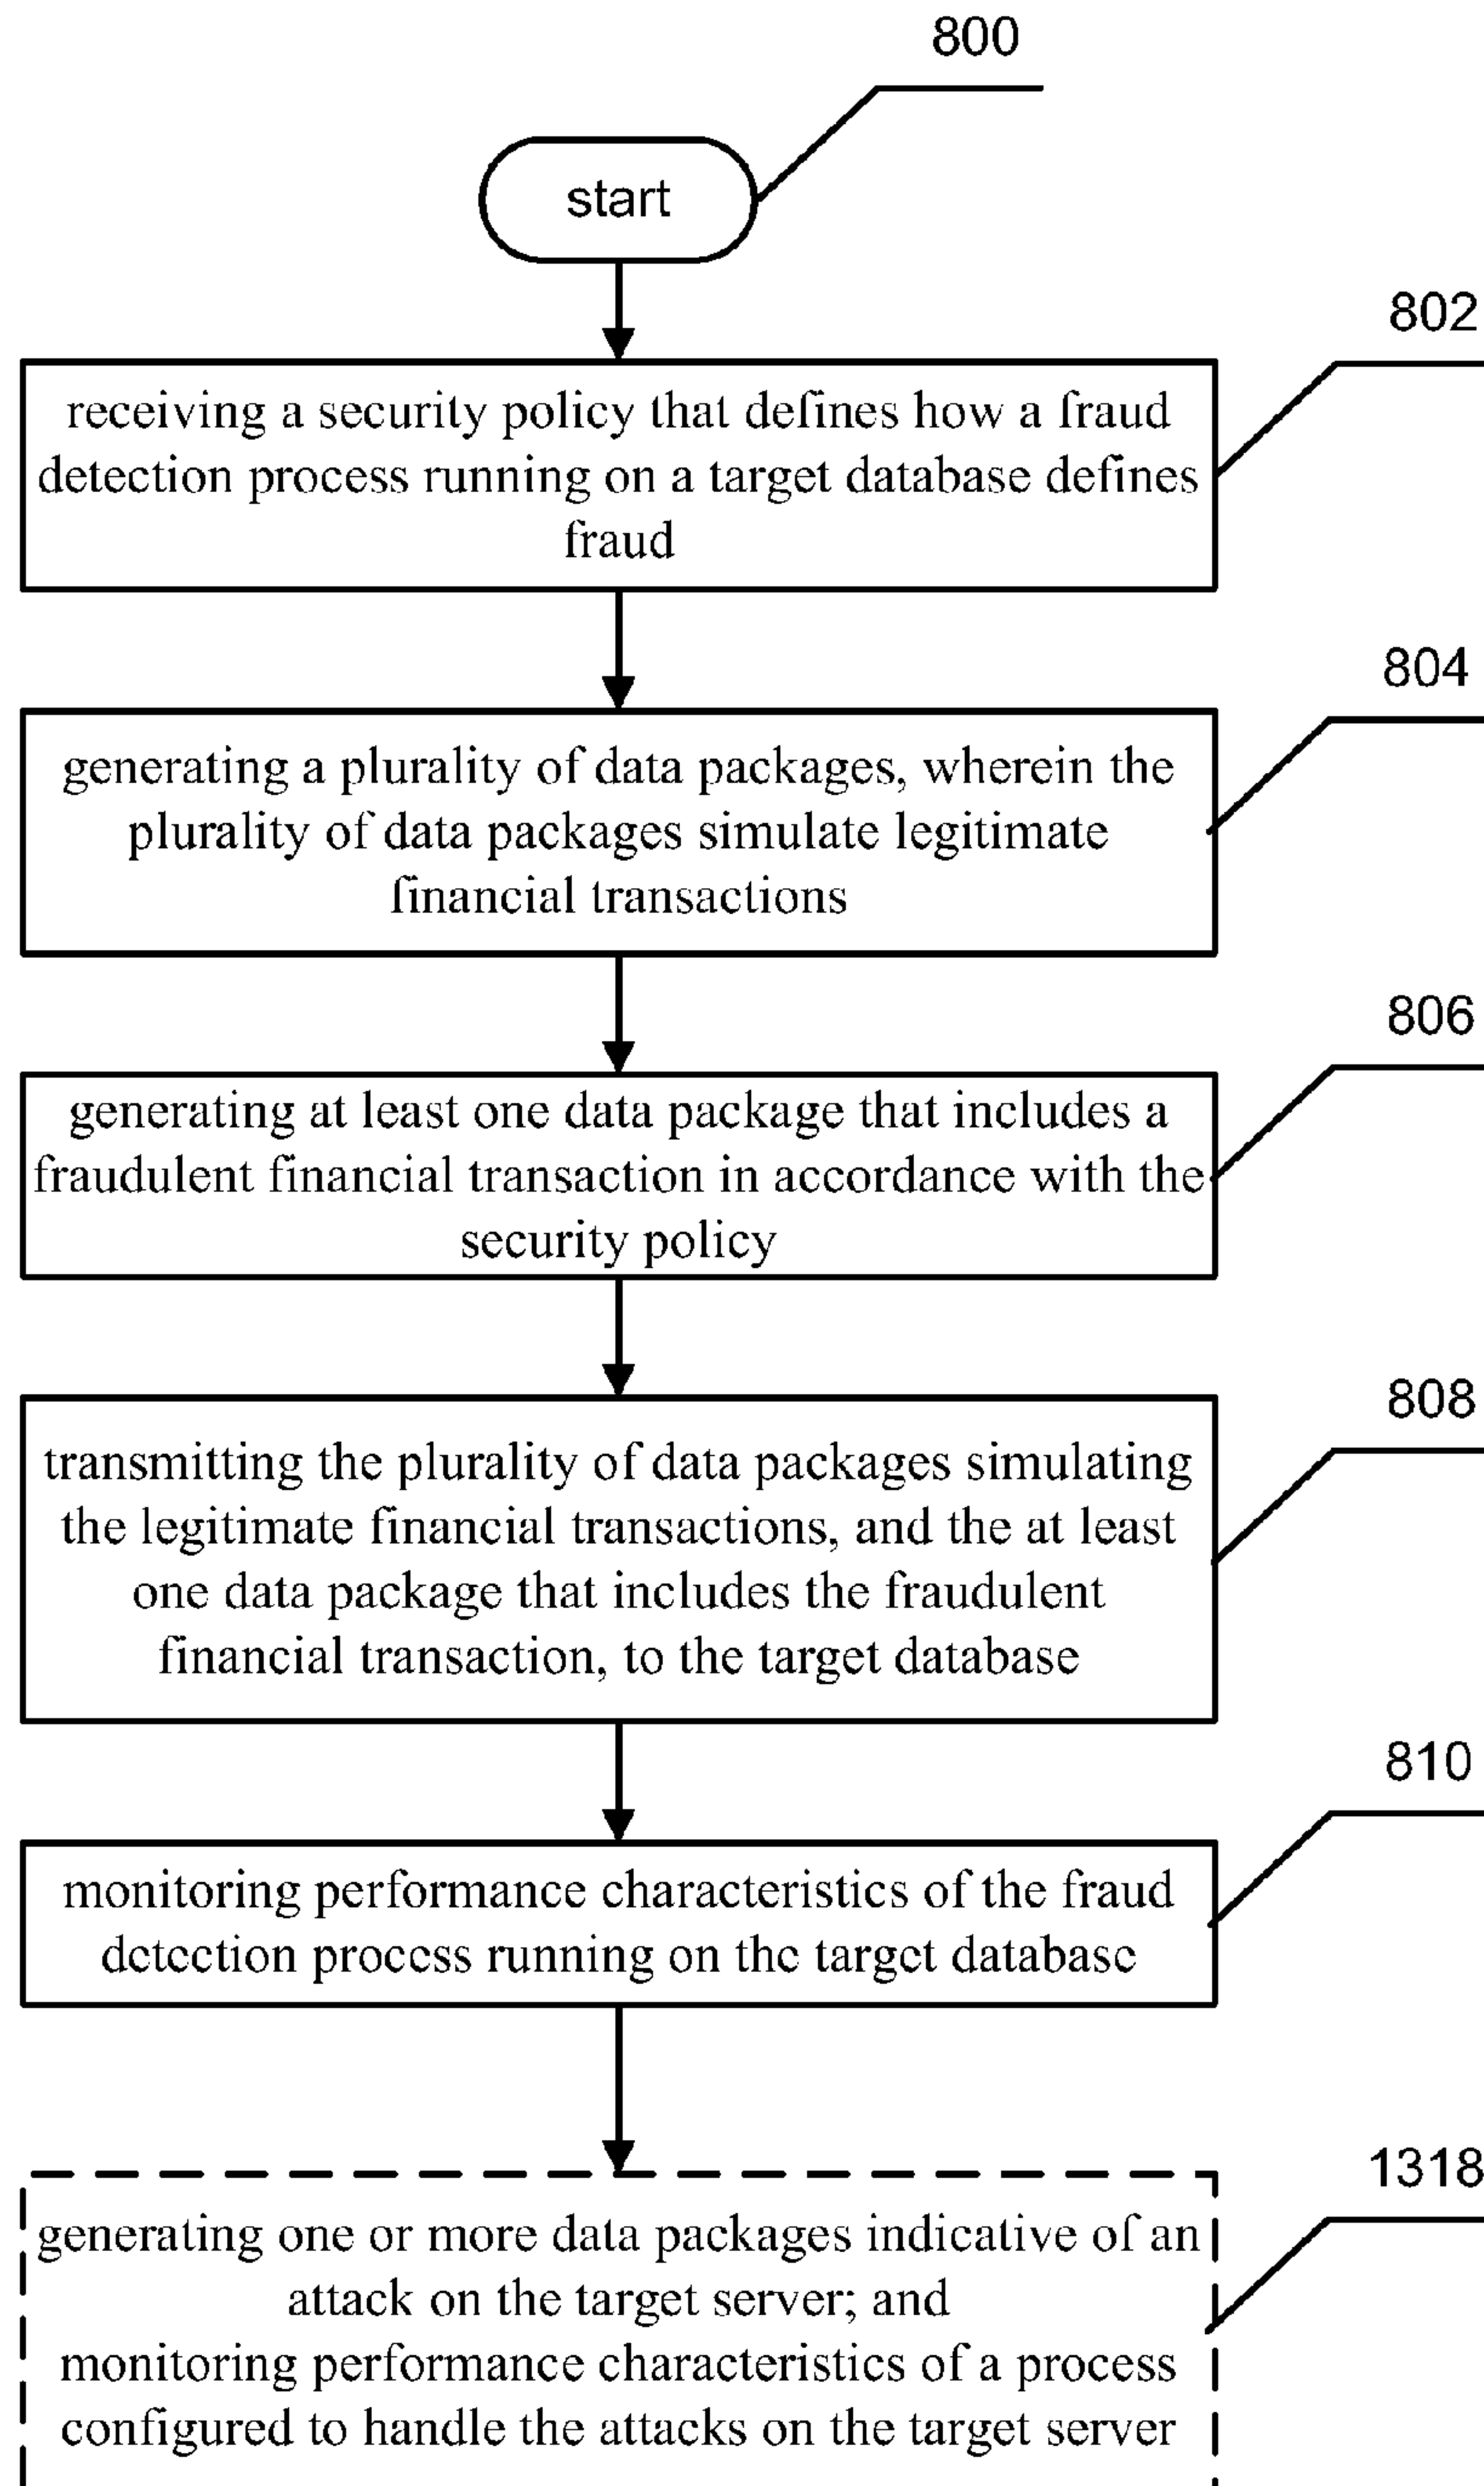 800
start
802
receiving a security policy that defines how a fraud
detection process running on a target database defines
fraud
804
generating a plurality of data packages, wherein the
plurality of data packages simulate legitimate
financial transactions
806
generating at least one data package that includes a
fraudulent financial transaction in accordance with the
security policy
808
transmitting the plurality of data packages simulating
the legitimate financial transactions, and the at least
one data package that includes the fraudulent
financial transaction, to the target database
810
monitoring performance characteristics of the fraud
detection process running on the target database
1318
generating one or more data packages indicative of an
attack on the target server; and
monitoring performance characteristics of a process
configured to handle the attacks on the target server